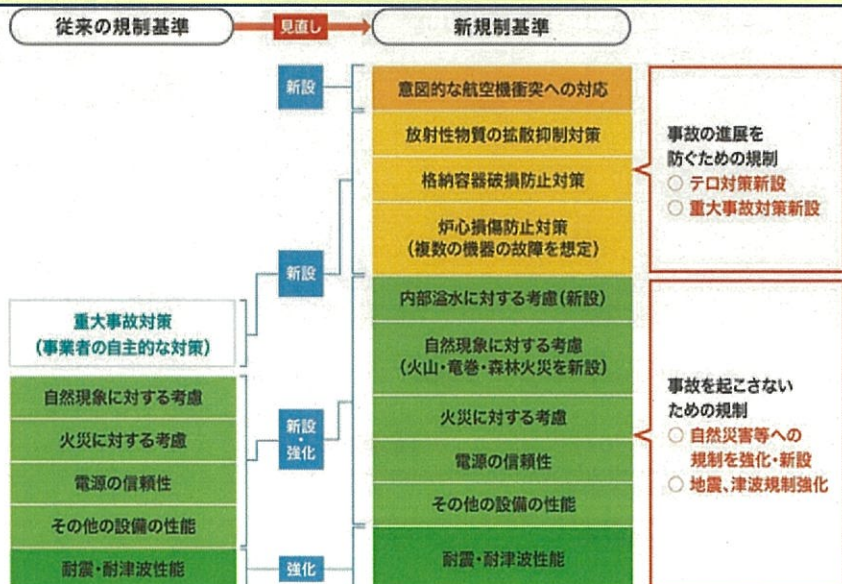 従来の規制基準
見直し
新規制基準
重大事故対策
(事業者の自主的な対策)
自然現象に対する考慮
火災に対する考慮
電源の信頼性
その他の設備の性能
耐震・耐津波性能
新設
新設
新設
・
強化
強化
意図的な航空機衝突への対応
放射性物質の拡散抑制対策
格納容器破損防止対策
炉心損傷防止対策
(複数の機器の故障を想定)
内部溢水に対する考慮(新設)
自然現象に対する考慮
(火山・竜巻・森林火災を新設)
火災に対する考慮
電源の信頼性
その他の設備の性能
耐震・耐津波性能
事故の進展を
防ぐための規制
○ テロ対策新設
○ 重大事故対策新設
事故を起こさない
ための規制
○ 自然災害等への
規制を強化・新設
○ 地震、津波規制強化